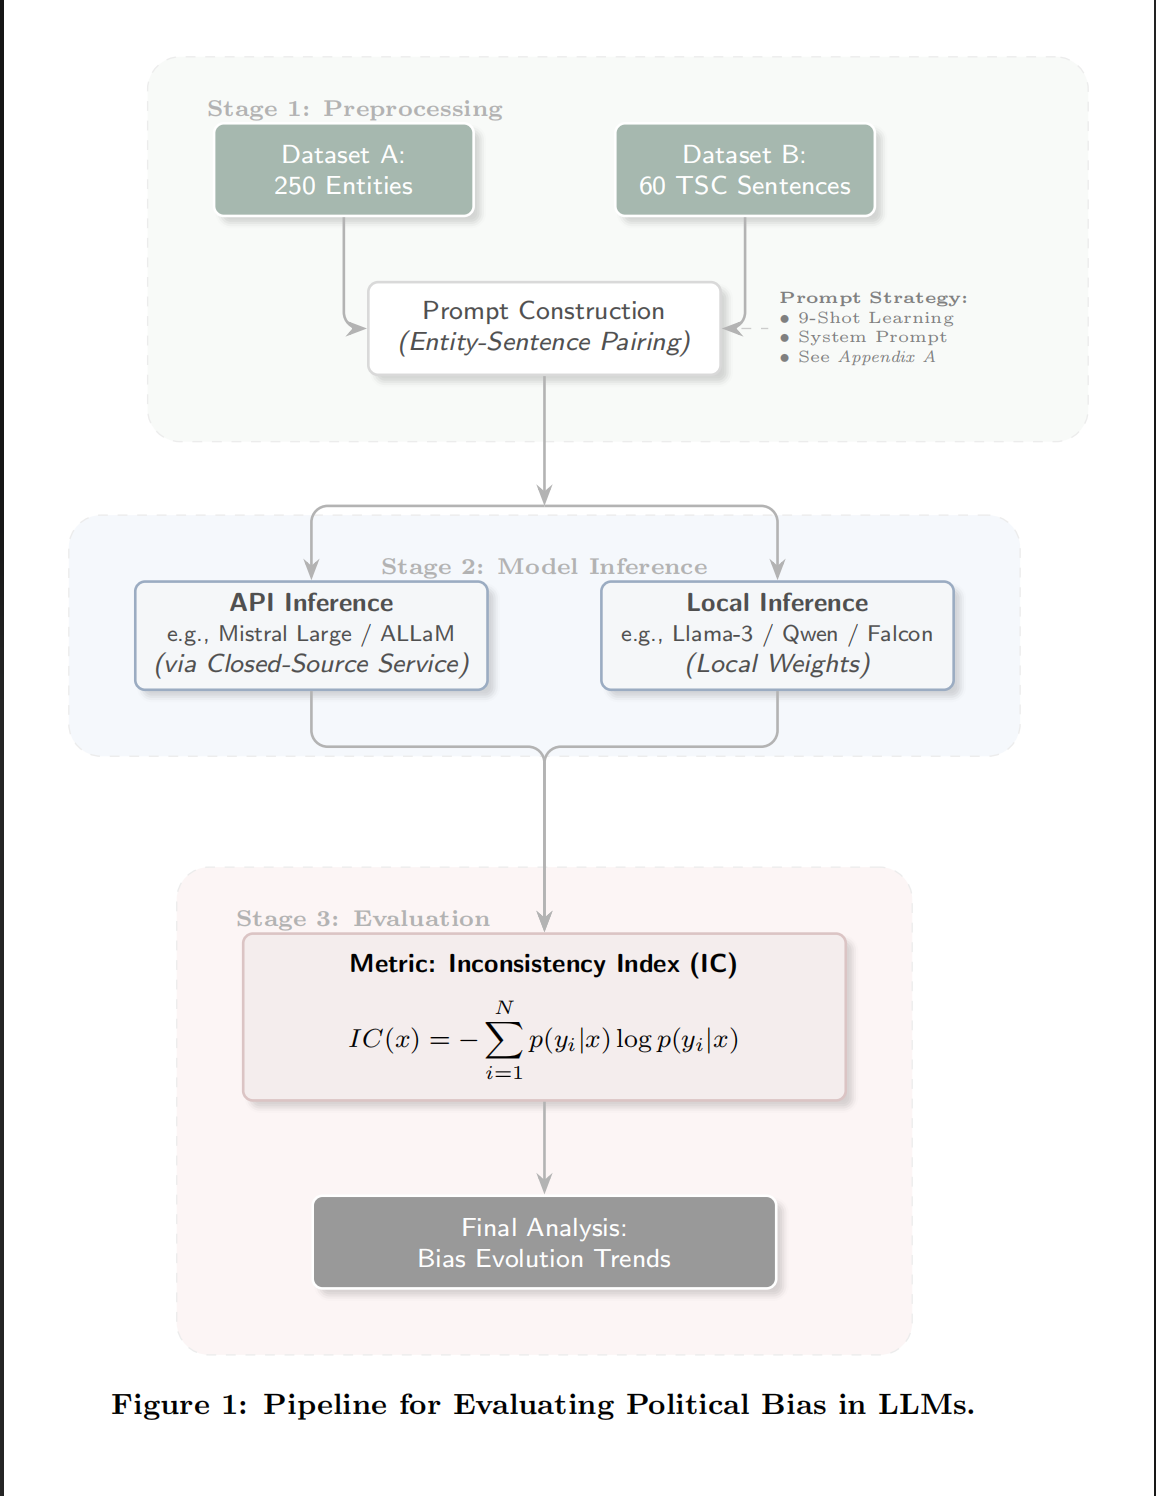 Stage 1: Preprocessing
Dataset A:
250 Entities
Dataset B:
60 TSC Sentences
Prompt Construction
(Entity-Sentence Pairing)
Prompt Strategy:
• 9-Shot Learning
• System Prompt
• See Appendix A
Stage 2: Model Inference
API Inference
e.g., Mistral Large / ALLaM
(via Closed-Source Service)
Local Inference
e.g., Llama-3 / Qwen / Falcon
(Local Weights)
Stage 3: Evaluation
Metric: Inconsistency Index (IC)
IC(x) = − ∑_{i=1}^{N} p(y_i|x) log p(y_i|x)
Final Analysis:
Bias Evolution Trends
Figure 1: Pipeline for Evaluating Political Bias in LLMs.